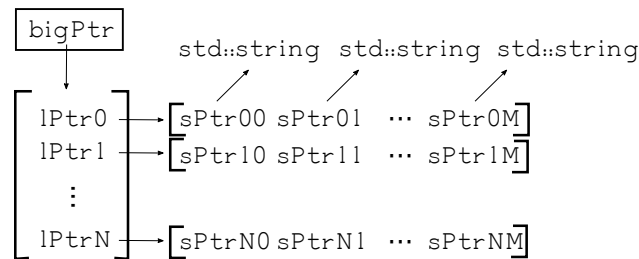 bigPtr
std::string std::string std::string
lPtr0 sPtr00 sPtr01 ... sPtr0M
lPtr1 sPtr10 sPtr11 ... sPtr1M
⋮
lPtrN sPtrN0 sPtrN1 ... sPtrNM